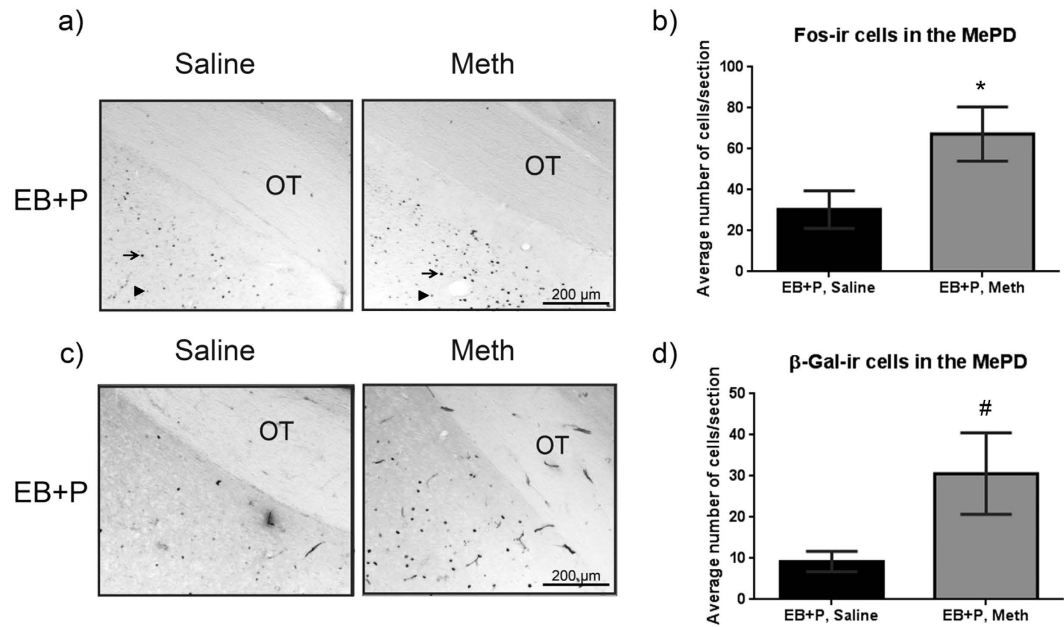 a)
Saline
Meth
EB+P
OT
OT
200 µm
b)
Fos-ir cells in the MePD
Average number of cells/section
100
80
60
40
20
0
*
EB+P, Saline
EB+P, Meth
c)
Saline
Meth
EB+P
OT
OT
200 µm
d)
β-Gal-ir cells in the MePD
Average number of cells/section
50
40
30
20
10
0
#
EB+P, Saline
EB+P, Meth